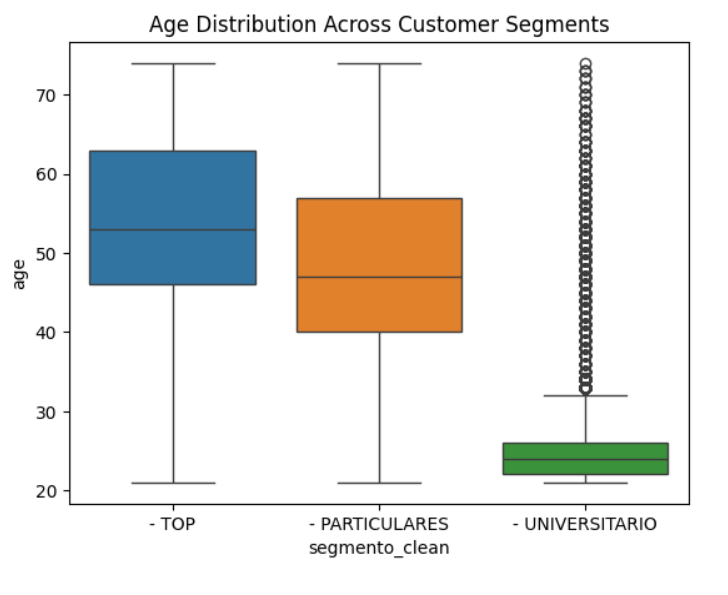 Age Distribution Across Customer Segments
age
70
60
50
40
30
20
- TOP
- PARTICULARES
- UNIVERSITARIO
segmento_clean